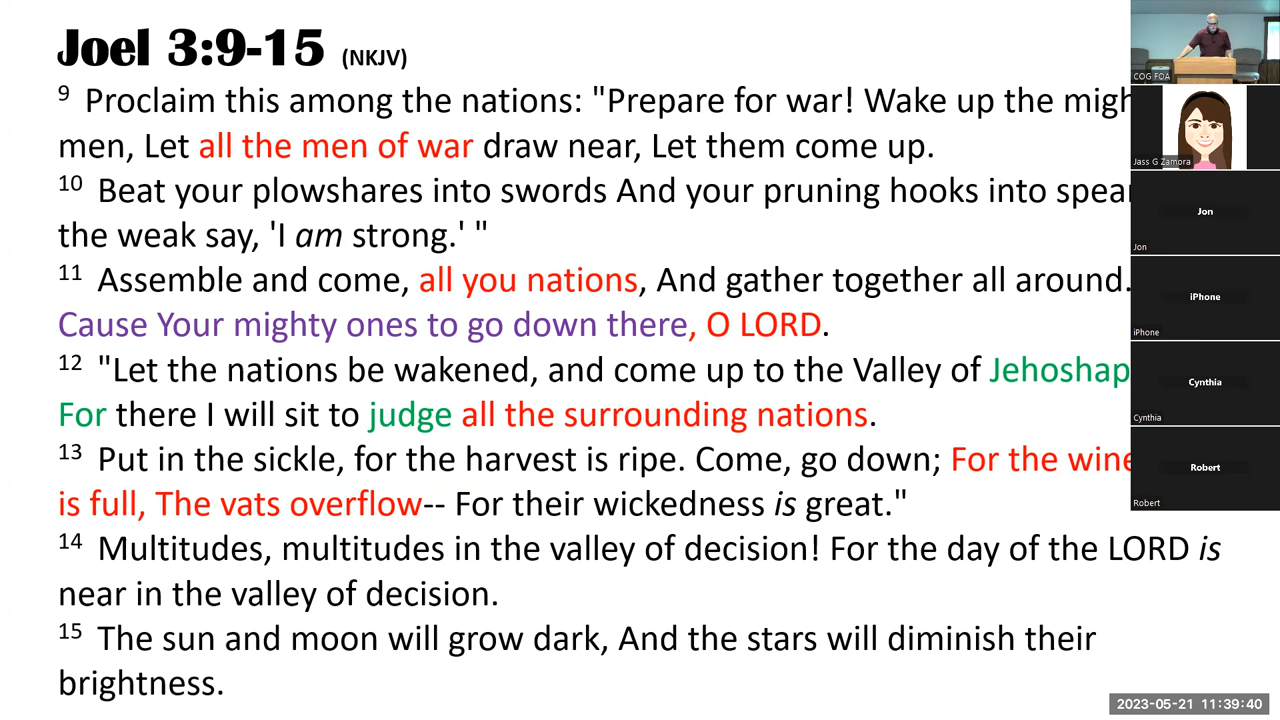 Joel 3:9-15 (NKJV)
9 Proclaim this among the nations: "Prepare for war! Wake up the
men, Let all the men of war draw near, Let them come up.
10 Beat your plowshares into swords And your pruning hooks into
the weak say, 'I am strong.' "
11 Assemble and come, all you nations, And gather together all around.
Cause Your mighty ones to go down there, O LORD.
12 "Let the nations be wakened, and come up to the Valley of
For there I will sit to judge all the surrounding nations.
13 Put in the sickle, for the harvest is ripe. Come, go down; For the
is full, The vats overflow-- For their wickedness is great."
14 Multitudes, multitudes in the valley of decision! For the day of the LORD is
near in the valley of decision.
15 The sun and moon will grow dark, And the stars will diminish their
brightness.
COG FOA
Jass G Zamora
Jon
Jon
iPhone
iPhone
Cynthia
Cynthia
Robert
Robert
2023-05-21 11:39:40